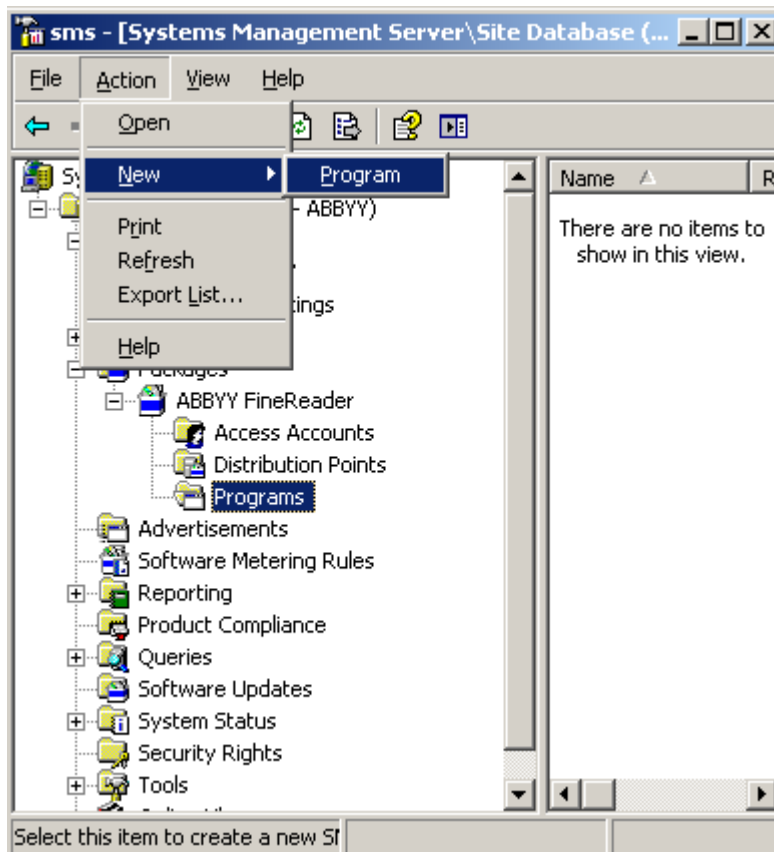 sms - [Systems Management Server\Site Database (...
File Action View Help
Open
New
Program
Print
Refresh
Export List...
Help
- ABBYY)
ings
Packages
ABBYY FineReader
Access Accounts
Distribution Points
Programs
Advertisements
Software Metering Rules
Reporting
Product Compliance
Queries
Software Updates
System Status
Security Rights
Tools
Name
R
There are no items to
show in this view.
Select this item to create a new S